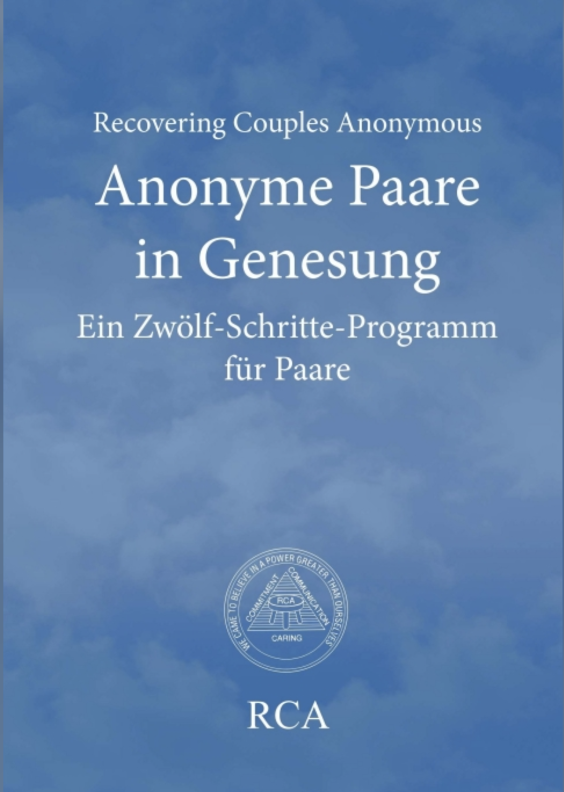 Recovering Couples Anonymous
Anonyme Paare
in Genesung
Ein Zwölf-Schritte-Programm
für Paare
WE CAME TO BELIEVE IN A POWER GREATER THAN OURSELVES
COMMITMENT
COMMUNICATION
RCA
CARING
RCA